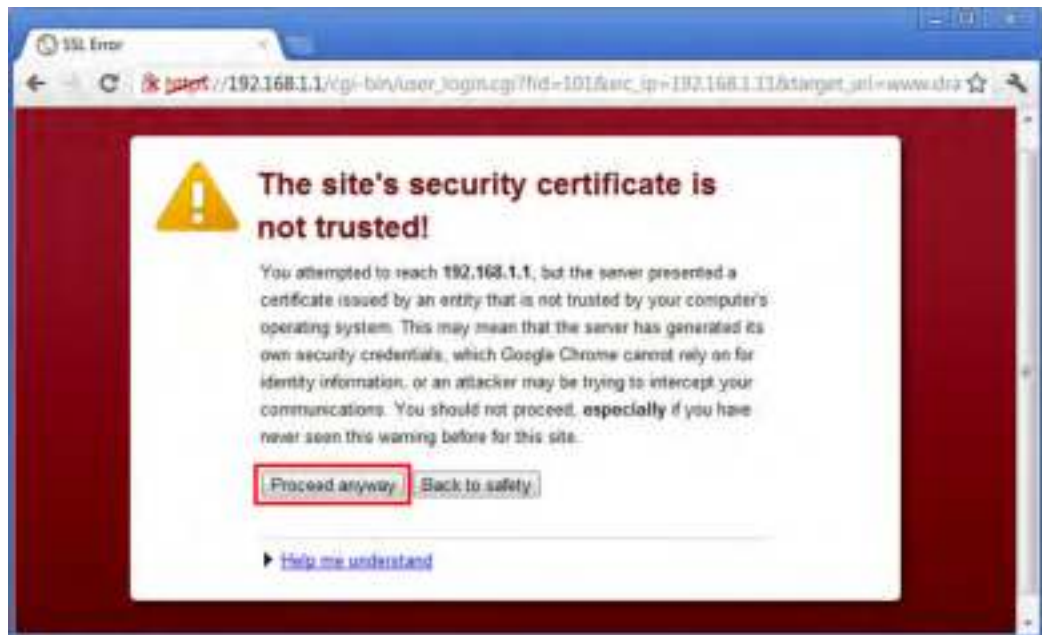 SSL Error
https://192.168.1.1/cgi-bin/user_login.cgi?fid=101&src_ip=192.168.1.11&target_url=www.dra
The site's security certificate is
not trusted!
You attempted to reach 192.168.1.1, but the server presented a
certificate issued by an entity that is not trusted by your computer's
operating system. This may mean that the server has generated its
own security credentials, which Google Chrome cannot rely on for
identity information, or an attacker may be trying to intercept your
communications. You should not proceed, especially if you have
never seen this warning before for this site.
Proceed anyway Back to safety
Help me understand